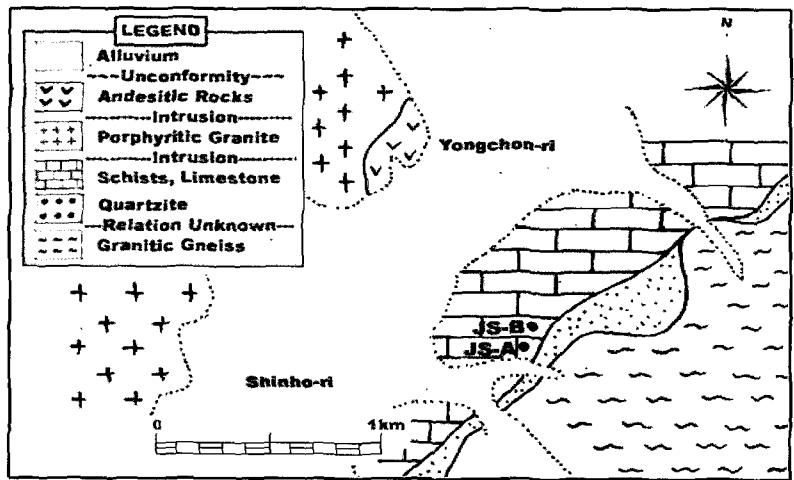 LEGEND
Alluvium
Unconformity
Andesitic Rocks
Intrusion
Porphyritic Granite
Intrusion
Schists, Limestone
Quartzite
Relation Unknown
Granitic Gneiss
N
Yongchon-ri
JS-B
JS-A
Shinho-ri
0 1km